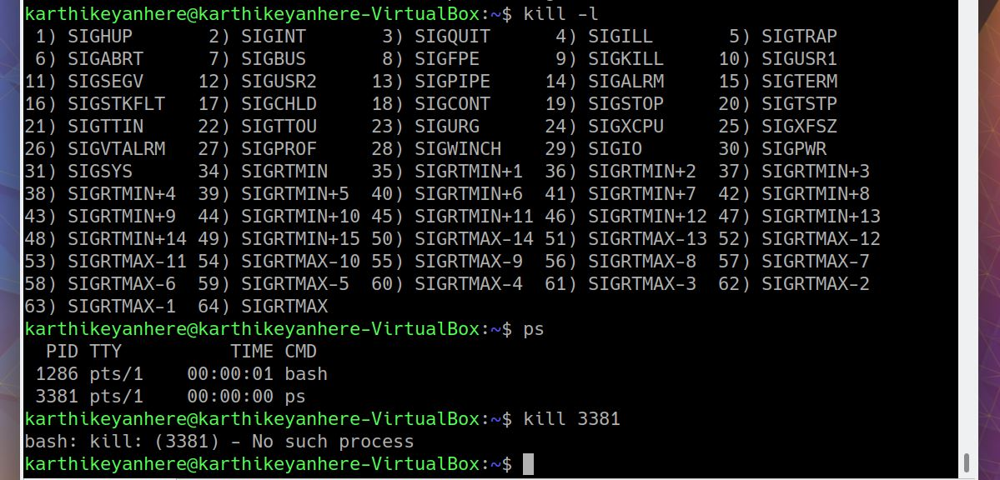 karthikeyanhere@karthikeyanhere-VirtualBox:~$ kill -l
 1) SIGHUP       2) SIGINT       3) SIGQUIT      4) SIGILL       5) SIGTRAP
 6) SIGABRT      7) SIGBUS       8) SIGFPE       9) SIGKILL     10) SIGUSR1
11) SIGSEGV     12) SIGUSR2     13) SIGPIPE     14) SIGALRM     15) SIGTERM
16) SIGSTKFLT   17) SIGCHLD     18) SIGCONT     19) SIGSTOP     20) SIGTSTP
21) SIGTTIN     22) SIGTTOU     23) SIGURG      24) SIGXCPU     25) SIGXFSZ
26) SIGVTALRM   27) SIGPROF     28) SIGWINCH    29) SIGIO       30) SIGPWR
31) SIGSYS      34) SIGRTMIN    35) SIGRTMIN+1  36) SIGRTMIN+2  37) SIGRTMIN+3
38) SIGRTMIN+4  39) SIGRTMIN+5  40) SIGRTMIN+6  41) SIGRTMIN+7  42) SIGRTMIN+8
43) SIGRTMIN+9  44) SIGRTMIN+10 45) SIGRTMIN+11 46) SIGRTMIN+12 47) SIGRTMIN+13
48) SIGRTMIN+14 49) SIGRTMIN+15 50) SIGRTMAX-14 51) SIGRTMAX-13 52) SIGRTMAX-12
53) SIGRTMAX-11 54) SIGRTMAX-10 55) SIGRTMAX-9  56) SIGRTMAX-8  57) SIGRTMAX-7
58) SIGRTMAX-6  59) SIGRTMAX-5  60) SIGRTMAX-4  61) SIGRTMAX-3  62) SIGRTMAX-2
63) SIGRTMAX-1  64) SIGRTMAX
karthikeyanhere@karthikeyanhere-VirtualBox:~$ ps
  PID TTY          TIME CMD
 1286 pts/1    00:00:01 bash
 3381 pts/1    00:00:00 ps
karthikeyanhere@karthikeyanhere-VirtualBox:~$ kill 3381
bash: kill: (3381) - No such process
karthikeyanhere@karthikeyanhere-VirtualBox:~$